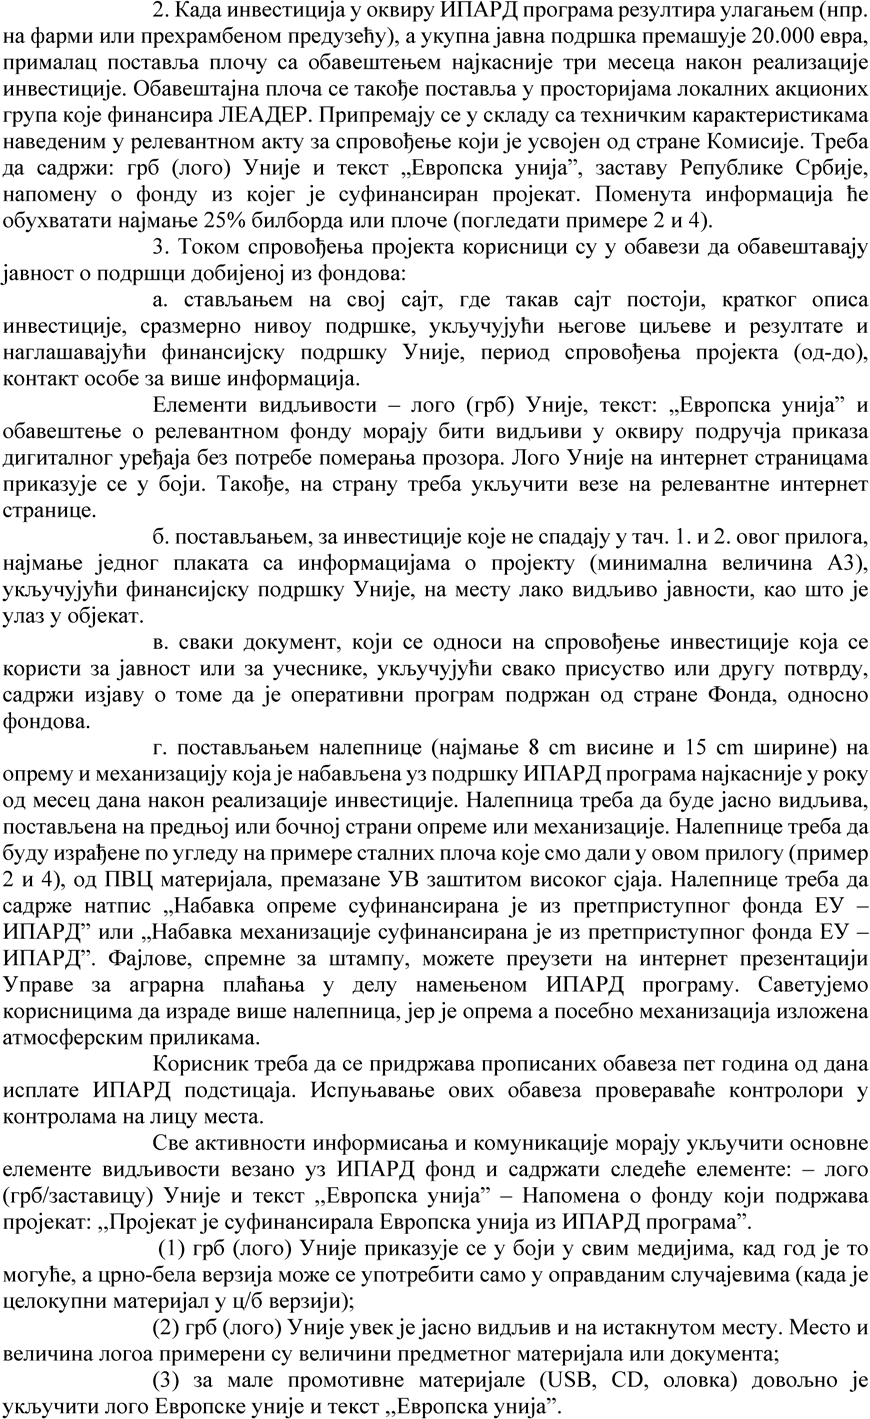 2. Када инвестиција у оквиру ИПАРД програма резултира улагањем (нпр.
на фарми или прехрамбеном предузећу), а укупна јавна подршка премашује 20.000 евра,
прималац поставља плочу са обавештењем најкасније три месеца након реализације
инвестиције. Обавештајна плоча се такође поставља у просторијама локалних акционих
група које финансира ЛЕАДЕР. Припремају се у складу са техничким карактеристикама
наведеним у релевантном акту за спровођење који је усвојен од стране Комисије. Треба
да садржи: грб (лого) Уније и текст „Европска унија”, заставу Републике Србије,
напомену о фонду из којег је суфинансиран пројекат. Поменута информација ће
обухватати најмање 25% билборда или плоче (погледати примере 2 и 4).
3. Током спровођења пројекта корисници су у обавези да обавештавају
јавност о подршци добијеној из фондова:
а. стављањем на свој сајт, где такав сајт постоји, кратког описа
инвестиције, сразмерно нивоу подршке, укључујући његове циљеве и резултате и
наглашавајући финансијску подршку Уније, период спровођења пројекта (од-до),
контакт особе за више информација.
Елементи видљивости – лого (грб) Уније, текст: „Европска унија” и
обавештење о релевантном фонду морају бити видљиви у оквиру подручја приказа
дигиталног уређаја без потребе померања прозора. Лого Уније на интернет страницама
приказује се у боји. Такође, на страну треба укључити везе на релевантне интернет
странице.
б. постављањем, за инвестиције које не спадају у тач. 1. и 2. овог прилога,
најмање једног плаката са информацијама о пројекту (минимална величина А3),
укључујући финансијску подршку Уније, на месту лако видљиво јавности, као што је
улаз у објекат.
в. сваки документ, који се односи на спровођење инвестиције која се
користи за јавност или за учеснике, укључујући свако присуство или другу потврду,
садржи изјаву о томе да је оперативни програм подржан од стране Фонда, односно
фондова.
г. постављањем налепнице (најмање 8 cm висине и 15 cm ширине) на
опрему и механизацију која је набављена уз подршку ИПАРД програма најкасније у року
од месец дана након реализације инвестиције. Налепница треба да буде јасно видљива,
постављена на предњој или бочној страни опреме или механизације. Налепнице треба да
буду израђене по угледу на примере сталних плоча које смо дали у овом прилогу (пример
2 и 4), од ПВЦ материјала, премазане УВ заштитом високог сјаја. Налепнице треба да
садрже натпис „Набавка опреме суфинансирана је из претприступног фонда ЕУ –
ИПАРД” или „Набавка механизације суфинансирана је из претприступног фонда ЕУ –
ИПАРД”. Фајлове, спремне за штампу, можете преузети на интернет презентацији
Управе за аграрна плаћања у делу намењеном ИПАРД програму. Саветујемо
корисницима да израде више налепница, јер је опрема а посебно механизација изложена
атмосферским приликама.
Корисник треба да се придржава прописаних обавеза пет година од дана
исплате ИПАРД подстицаја. Испуњавање ових обавеза провераваће контролори у
контролама на лицу места.
Све активности информисања и комуникације морају укључити основне
елементе видљивости везано уз ИПАРД фонд и садржати следеће елементе: – лого
(грб/заставицу) Уније и текст ,,Европска унија” – Напомена о фонду који подржава
пројекат: ,,Пројекат је суфинансирала Европска унија из ИПАРД програма”.
(1) грб (лого) Уније приказује се у боји у свим медијима, кад год је то
могуће, а црно-бела верзија може се употребити само у оправданим случајевима (када је
целокупни материјал у ц/б верзији);
(2) грб (лого) Уније увек је јасно видљив и на истакнутом месту. Место и
величина логоа примерени су величини предметног материјала или документа;
(3) за мале промотивне материјале (USB, CD, оловка) довољно је
укључити лого Европске уније и текст ,,Европска унија”.